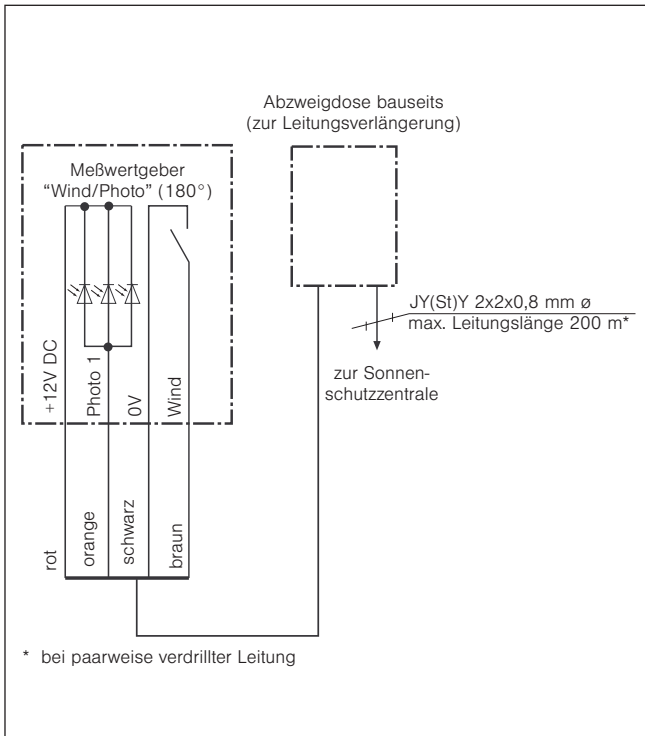 Abzweigdose bauseits
(zur Leitungsverlängerung)
Meßwertgeber
“Wind/Photo” (180°)
JY(St)Y 2x2x0,8 mm ø
max. Leitungslänge 200 m*
zur Sonnen-
schutzzentrale
+12V DC
Photo 1
0V
Wind
rot
orange
schwarz
braun
* bei paarweise verdrillter Leitung